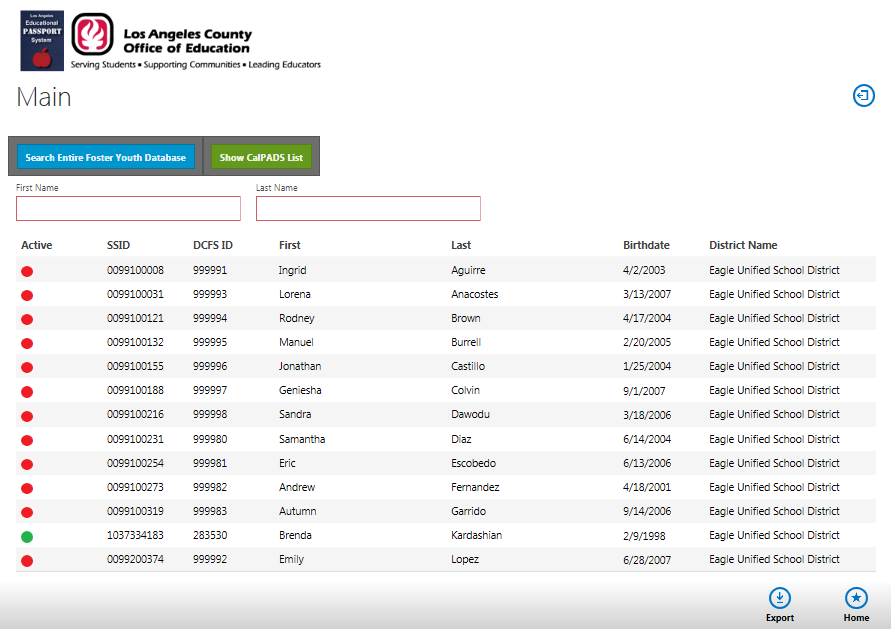 Los Angeles
Educational
PASSPORT
System
Los Angeles County
Office of Education
Serving Students • Supporting Communities • Leading Educators
Main
Search Entire Foster Youth Database Show CalPADS List
First Name Last Name
Active SSID DCFS ID First Last Birthdate District Name
0099100008 999991 Ingrid Aguirre 4/2/2003 Eagle Unified School District
0099100031 999993 Lorena Anacostes 3/13/2007 Eagle Unified School District
0099100121 999994 Rodney Brown 4/17/2004 Eagle Unified School District
0099100132 999995 Manuel Burrell 2/20/2005 Eagle Unified School District
0099100155 999996 Jonathan Castillo 1/25/2004 Eagle Unified School District
0099100188 999997 Geniesha Colvin 9/1/2007 Eagle Unified School District
0099100216 999998 Sandra Dawodu 3/18/2006 Eagle Unified School District
0099100231 999980 Samantha Diaz 6/14/2004 Eagle Unified School District
0099100254 999981 Eric Escobedo 6/13/2006 Eagle Unified School District
0099100273 999982 Andrew Fernandez 4/18/2001 Eagle Unified School District
0099100319 999983 Autumn Garrido 9/14/2006 Eagle Unified School District
1037334183 283530 Brenda Kardashian 2/9/1998 Eagle Unified School District
0099200374 999992 Emily Lopez 6/28/2007 Eagle Unified School District
Export Home